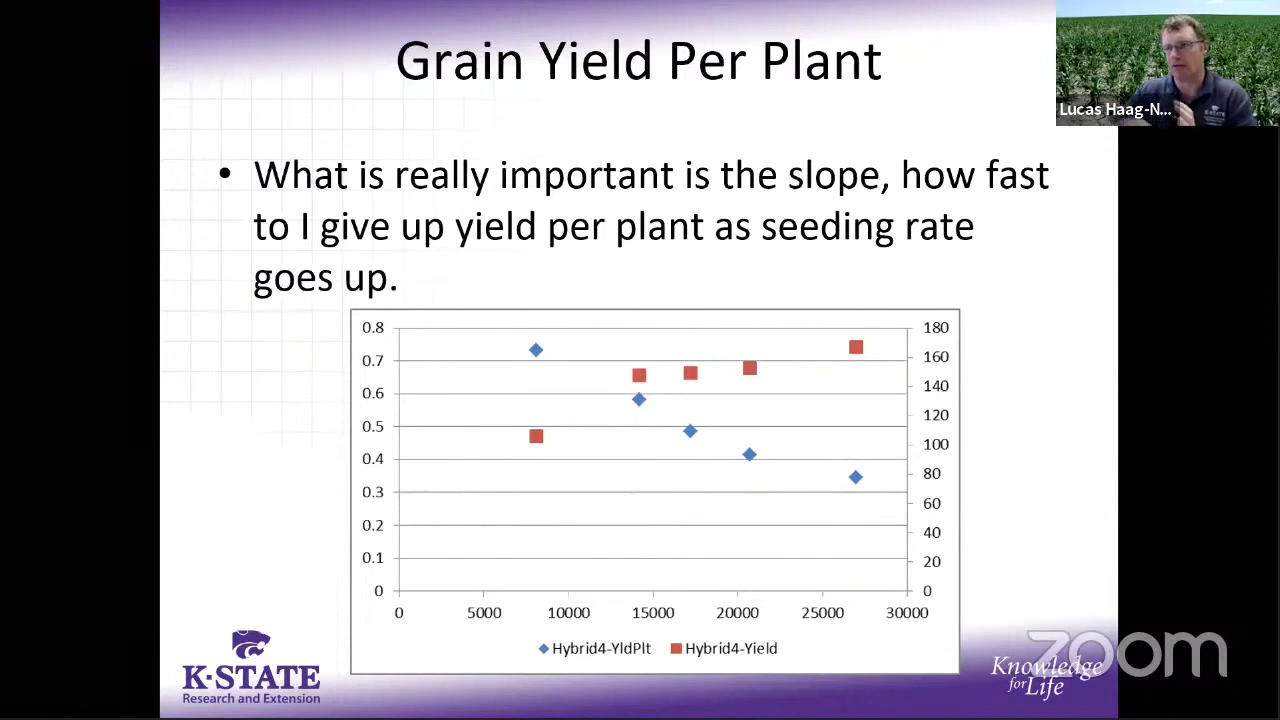 Grain Yield Per Plant
Lucas Haag-N...
• What is really important is the slope, how fast
to I give up yield per plant as seeding rate
goes up.
0.8
0.7
0.6
0.5
0.4
0.3
0.2
0.1
0
180
160
140
120
100
80
60
40
20
0
0 5000 10000 15000 20000 25000 30000
Hybrid4-YldPlt Hybrid4-Yield
K-STATE
Research and Extension
Knowledge
for Life
zoom
K-STATE